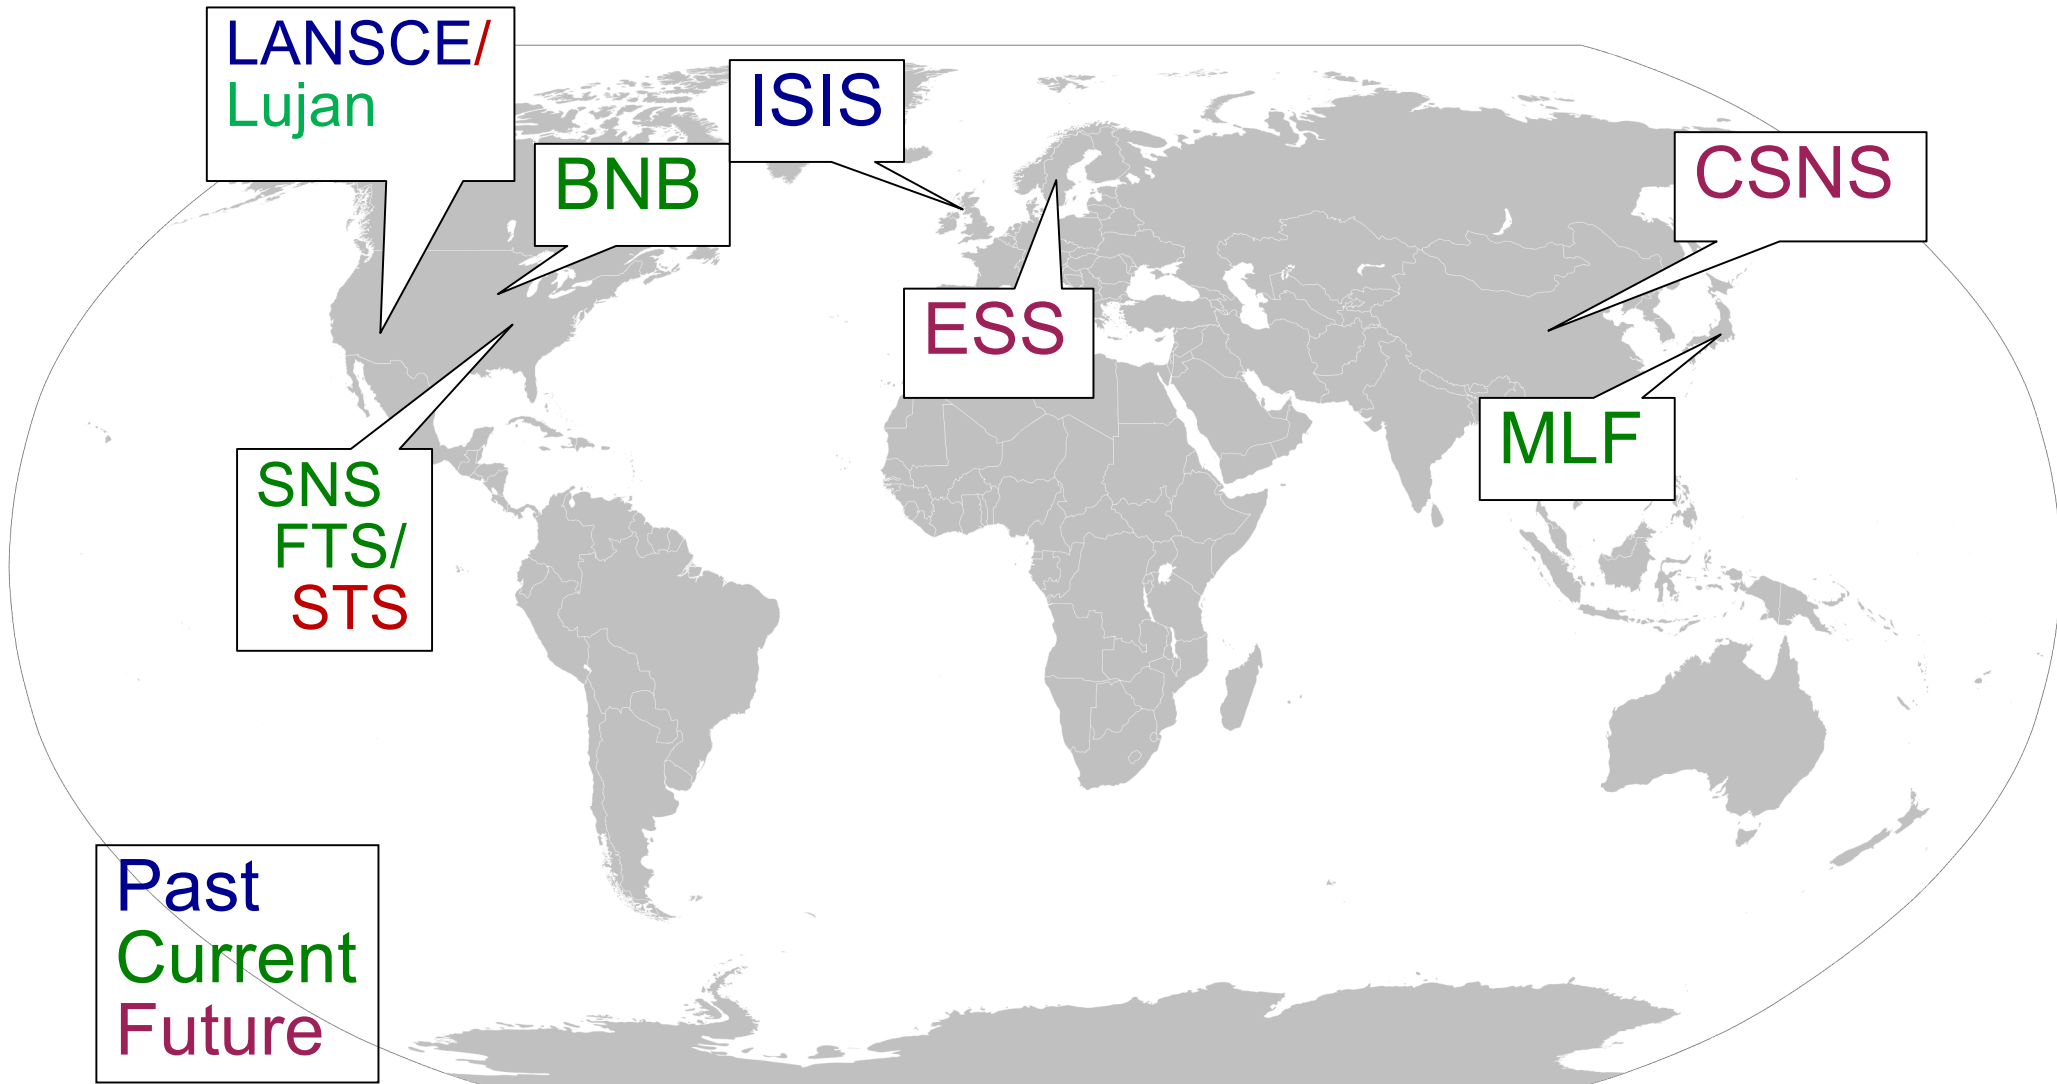 LANSCE/
Lujan
ISIS
BNB
CSNS
ESS
MLF
SNS
FTS/
STS
Past
Current
Future